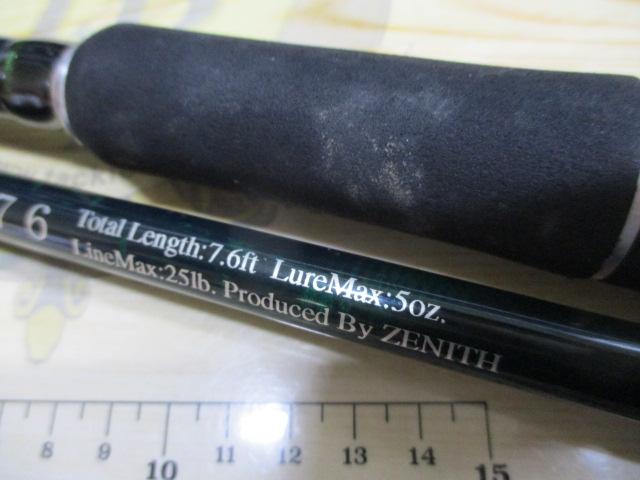 76 Total Length:7.6ft LureMax:5oz.
LineMax:25lb. Produced By ZENITH
8 9 10 11 12 13 14 15